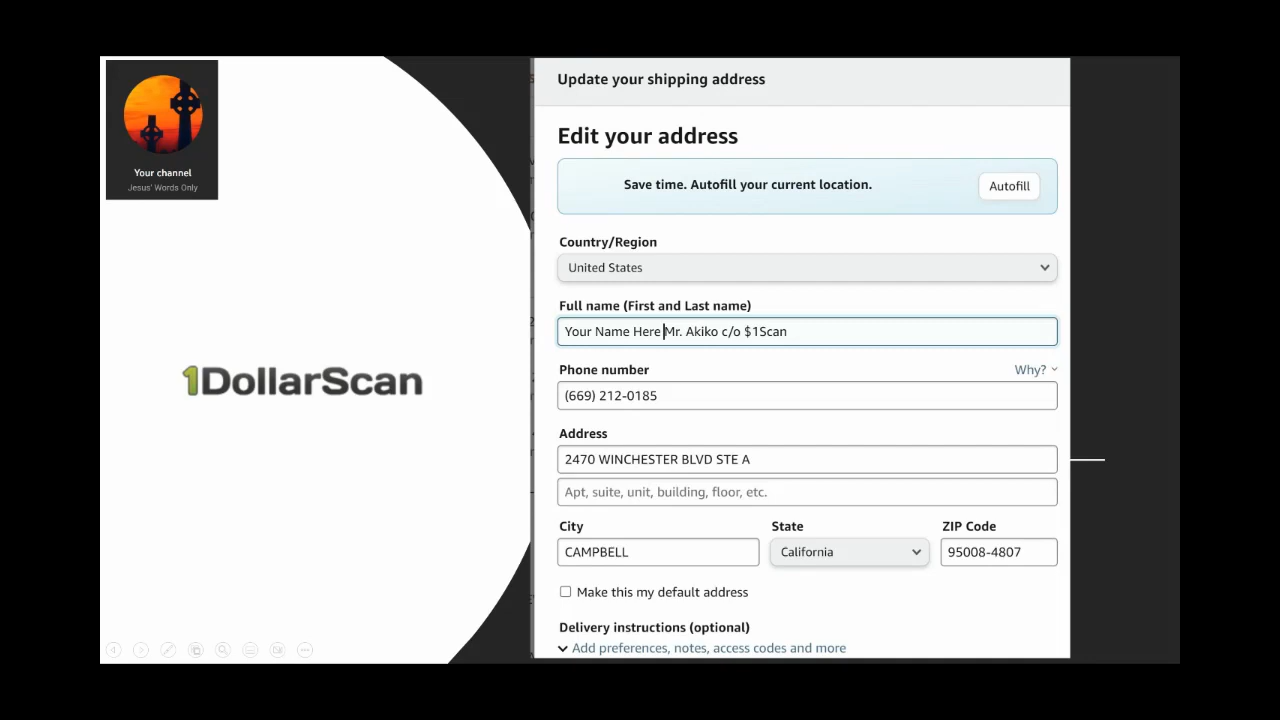 Your channel
Jesus' Words Only
1DollarScan
Update your shipping address
Edit your address
Save time. Autofill your current location.
Autofill
Country/Region
United States
Full name (First and Last name)
Your Name Here Mr. Akiko c/o $1Scan
Phone number
Why?
(669) 212-0185
Address
2470 WINCHESTER BLVD STE A
Apt, suite, unit, building, floor, etc.
City
State
ZIP Code
CAMPBELL
California
95008-4807
Make this my default address
Delivery instructions (optional)
Add preferences, notes, access codes and more